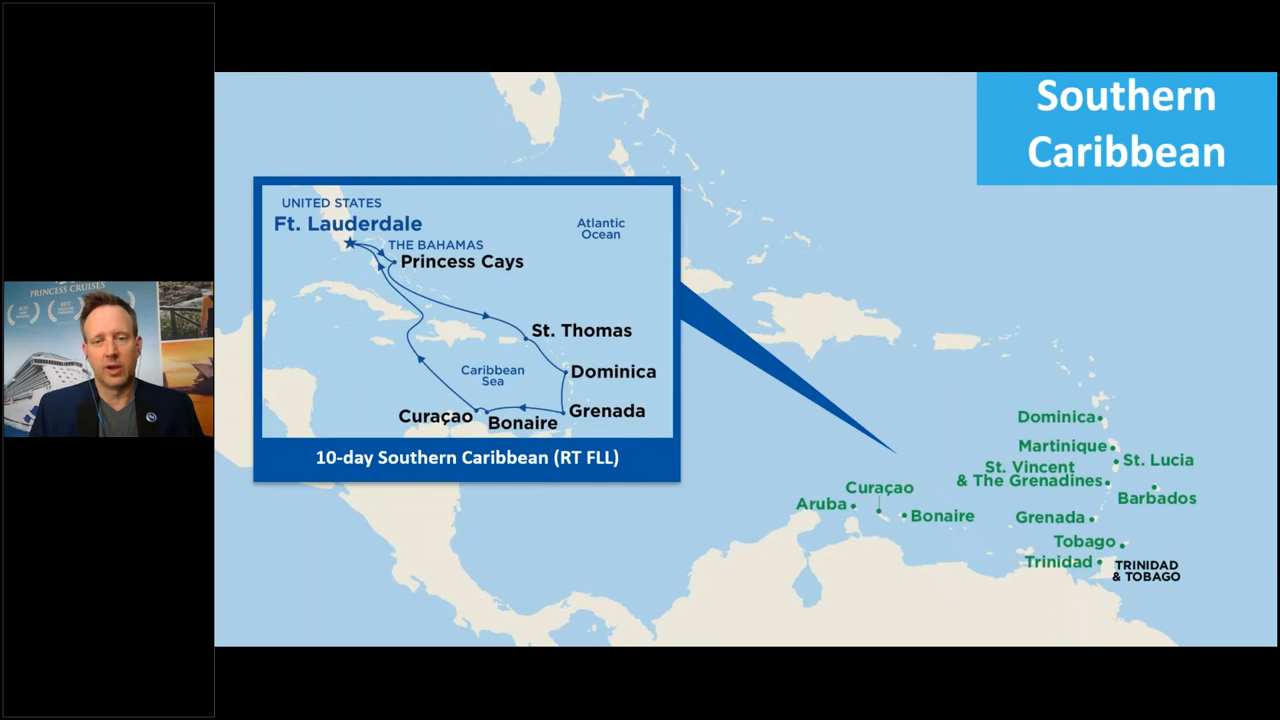 PRINCESS CRUISES
BEST
BEST
Southern
Caribbean
UNITED STATES
Ft. Lauderdale
THE BAHAMAS
Princess Cays
Atlantic
Ocean
St. Thomas
Caribbean
Sea
Dominica
Grenada
Curaçao
Bonaire
10-day Southern Caribbean (RT FLL)
Dominica
Martinique
St. Lucia
St. Vincent
& The Grenadines
Barbados
Curaçao
Aruba
Bonaire
Grenada
Tobago
Trinidad
TRINIDAD
& TOBAGO